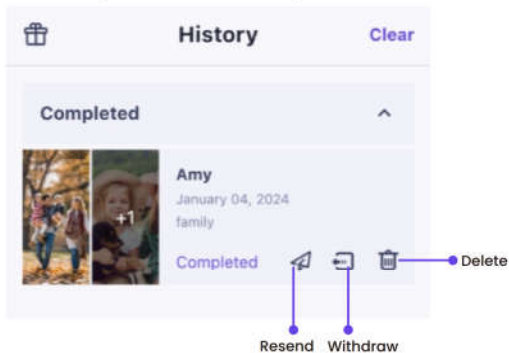 History
Clear
Completed
+1
Amy
January 04, 2024
family
Completed
Delete
Resend
Withdraw